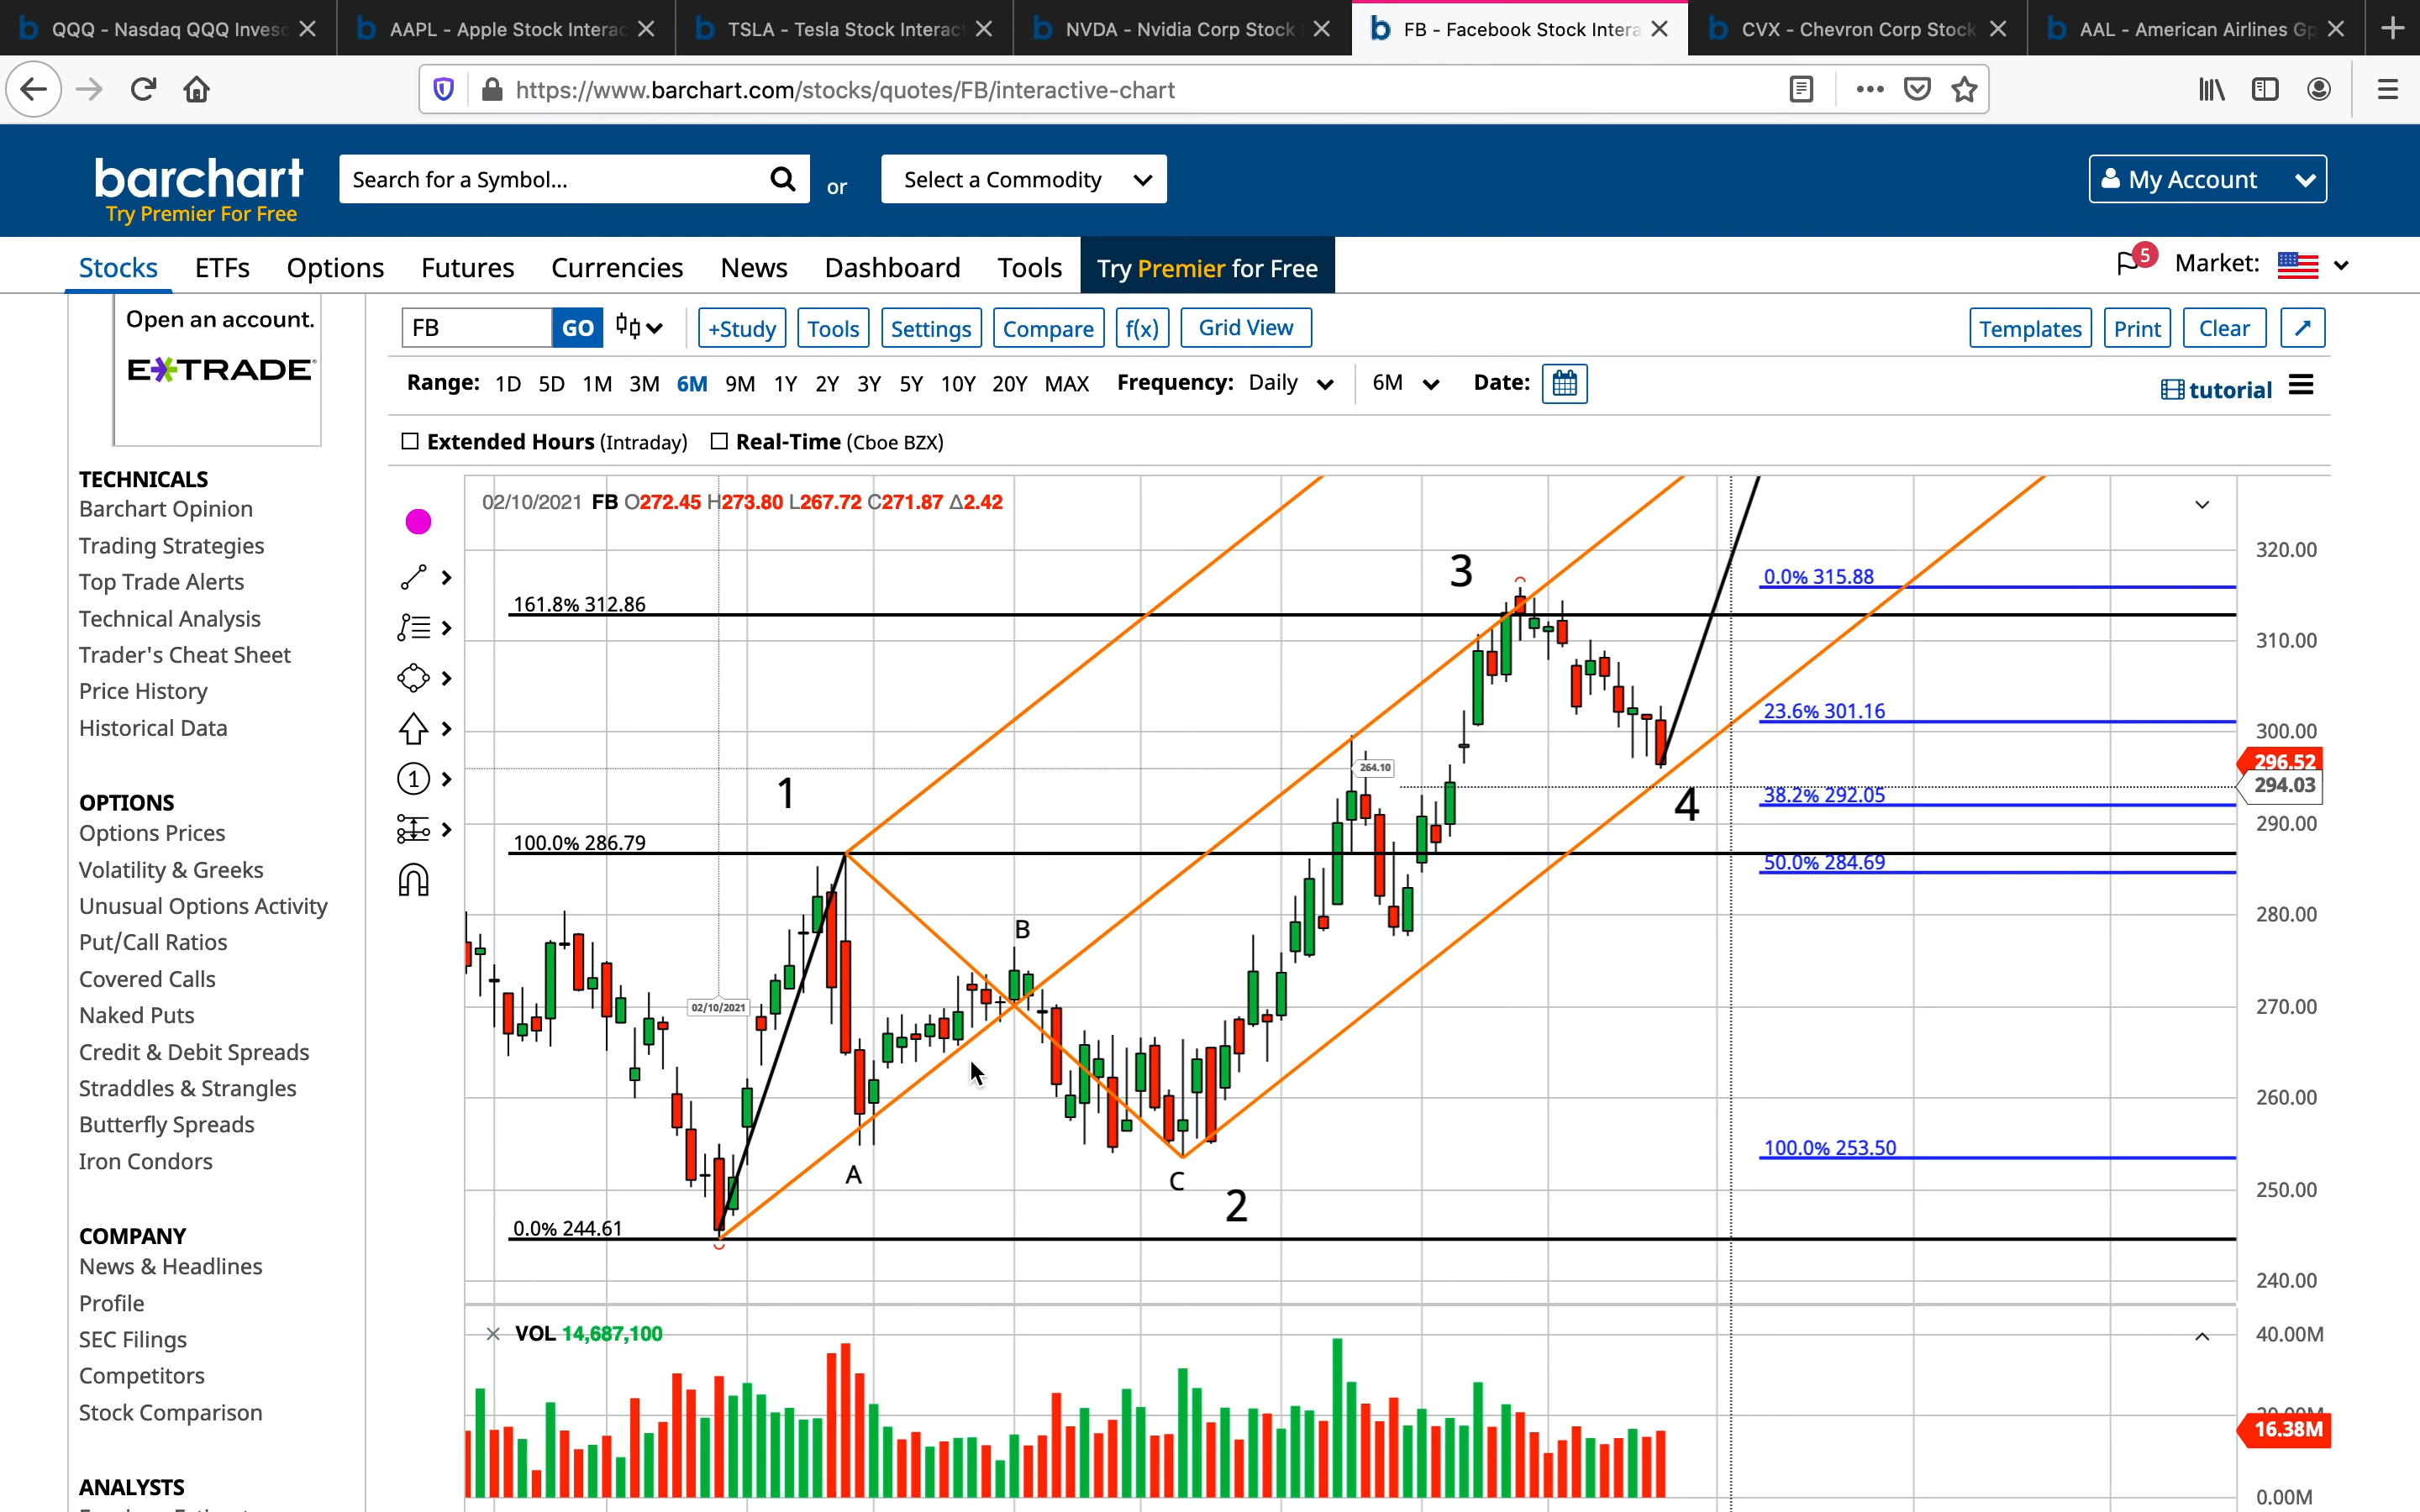 QQQ - Nasdaq QQQ Inves
AAPL - Apple Stock Interac
TSLA - Tesla Stock Interact
NVDA - Nvidia Corp Stock
FB - Facebook Stock Intera
CVX - Chevron Corp Stock
AAL - American Airlines Gp
https://www.barchart.com/stocks/quotes/FB/interactive-chart
barchart
Try Premier For Free
Search for a Symbol...
or
Select a Commodity
My Account
Stocks ETFs Options Futures Currencies News Dashboard Tools Try Premier for Free
5 Market:
Open an account.
E*TRADE
FB GO +Study Tools Settings Compare f(x) Grid View Templates Print Clear
Range: 1D 5D 1M 3M 6M 9M 1Y 2Y 3Y 5Y 10Y 20Y MAX Frequency: Daily 6M Date: tutorial
Extended Hours (Intraday) Real-Time (Cboe BZX)
TECHNICALS
Barchart Opinion
Trading Strategies
Top Trade Alerts
Technical Analysis
Trader's Cheat Sheet
Price History
Historical Data
OPTIONS
Options Prices
Volatility & Greeks
Unusual Options Activity
Put/Call Ratios
Covered Calls
Naked Puts
Credit & Debit Spreads
Straddles & Strangles
Butterfly Spreads
Iron Condors
COMPANY
News & Headlines
Profile
SEC Filings
Competitors
Stock Comparison
ANALYSTS
02/10/2021 FB O272.45 H273.80 L267.72 C271.87 Δ2.42
1
3
161.8% 312.86
0.0% 315.88
23.6% 301.16
264.10
1
4
38.2% 292.05
100.0% 286.79
50.0% 284.69
B
02/10/2021
A
C
2
100.0% 253.50
0.0% 244.61
320.00
310.00
300.00
296.52
294.03
290.00
280.00
270.00
260.00
250.00
240.00
VOL 14,687,100
40.00M
16.38M
0.00M